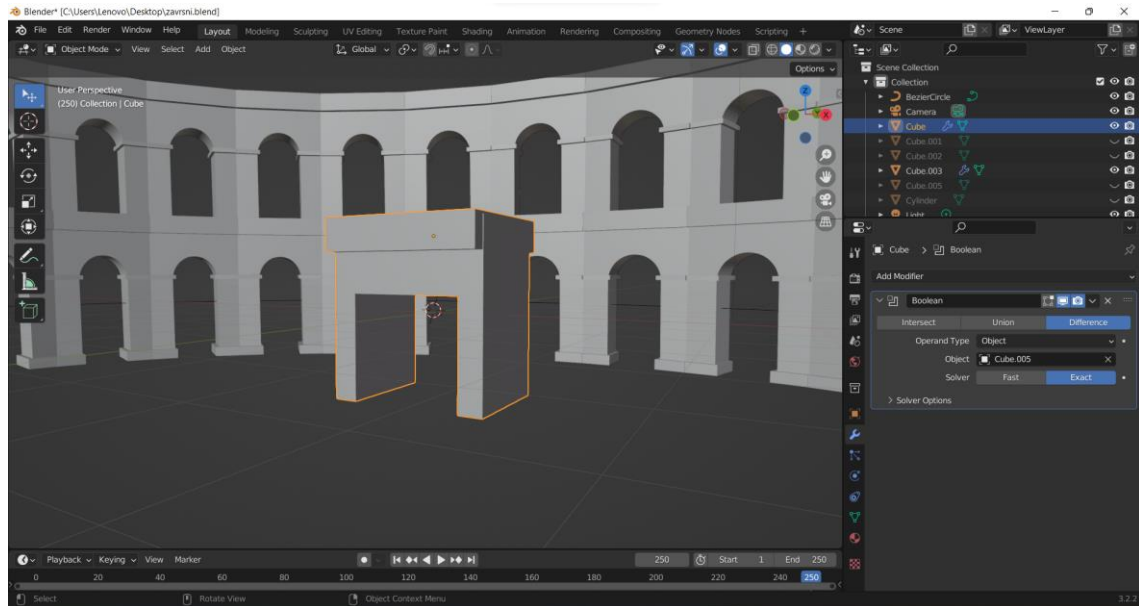 Blender* [C:\Users\Lenovo\Desktop\zavrsni.blend]
File Edit Render Window Help Layout Modeling Sculpting UV Editing Texture Paint Shading Animation Rendering Compositing Geometry Nodes Scripting + Scene ViewLayer
Object Mode View Select Add Object Global
Options
User Perspective
(250) Collection | Cube
Z
X
Scene Collection
Collection
BezierCircle
Camera
Cube
Cube.001
Cube.002
Cube.003
Cube.005
Cylinder
Light
Cube > Boolean
Add Modifier
Boolean
Intersect Union Difference
Operand Type Object
Object Cube.005
Solver Fast Exact
> Solver Options
Playback Keying View Marker 250 Start 1 End 250
0 20 40 60 80 100 120 140 160 180 200 220 240 250
Select Rotate View Object Context Menu 3.2.2